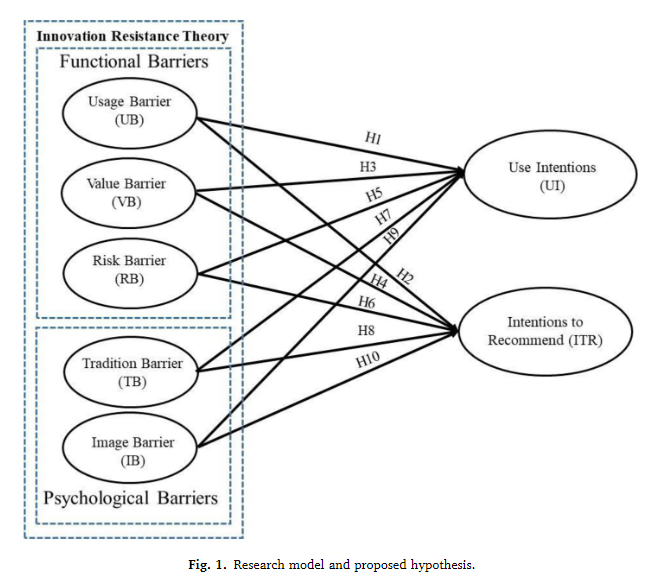 Innovation Resistance Theory
Functional Barriers
Usage Barrier
(UB)
Value Barrier
(VB)
Risk Barrier
(RB)
Tradition Barrier
(TB)
Image Barrier
(IB)
Psychological Barriers
H1
H3
H5
H7
H9
H2
H4
H6
H8
H10
Use Intentions
(UI)
Intentions to
Recommend (ITR)
Fig. 1. Research model and proposed hypothesis.